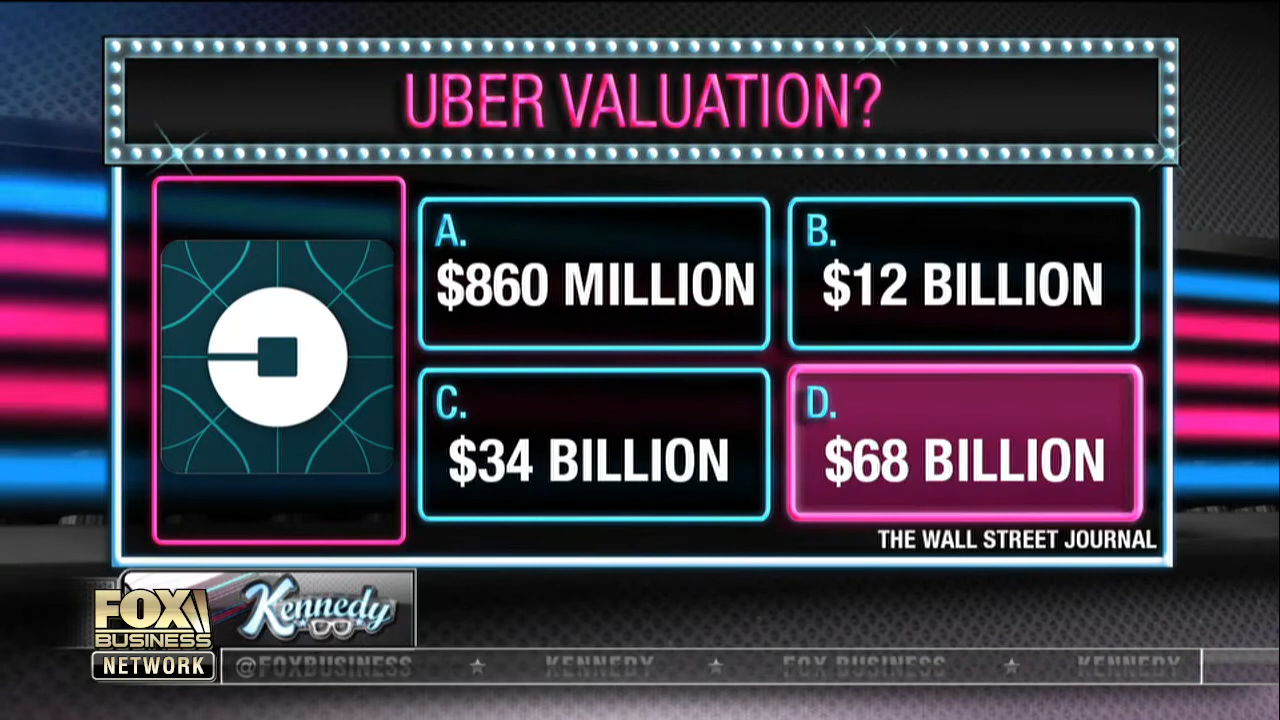 UBER VALUATION?
A.
$860 MILLION
B.
$12 BILLION
C.
$34 BILLION
D.
$68 BILLION
THE WALL STREET JOURNAL
FOX
BUSINESS
NETWORK
Kennedy
@FOXBUSINESS ★ KENNEDY ★ FOX BUSINESS ★ KENNEDY